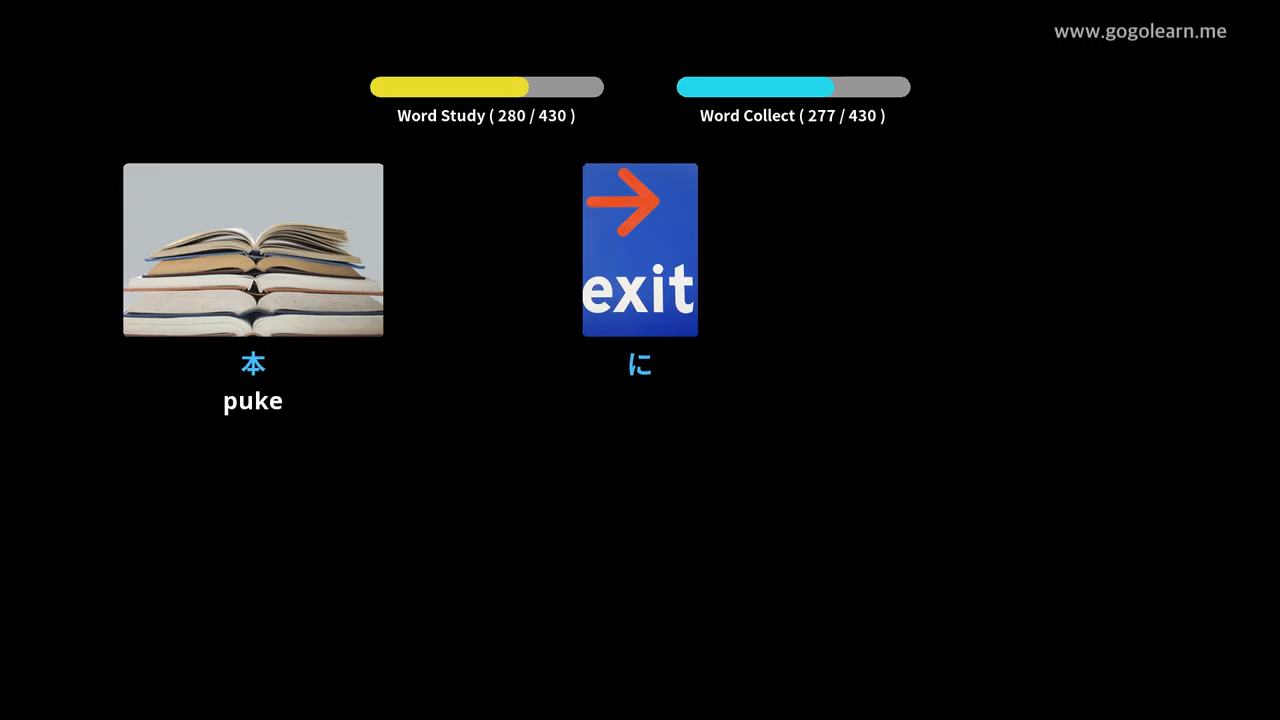 www.gogolearn.me
Word Study ( 280 / 430 )
Word Collect ( 277 / 430 )
exit
本
に
puke